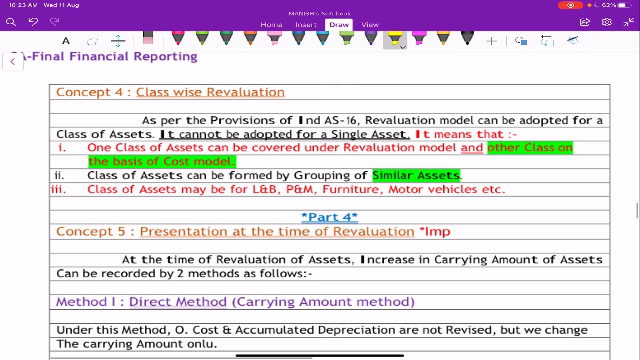 10:23 AM Wed 11 Aug
MANISH's Notebook
63%
Home Insert Draw View
CA-Final Financial Reporting
Concept 4 : Class wise Revaluation
As per the Provisions of Ind AS-16, Revaluation model can be adopted for a
Class of Assets. It cannot be adopted for a Single Asset. It means that :-
i. One Class of Assets can be covered under Revaluation model and other Class on
the basis of Cost model.
ii. Class of Assets can be formed by Grouping of Similar Assets.
iii. Class of Assets may be for L&B, P&M, Furniture, Motor vehicles etc.
*Part 4*
Concept 5 : Presentation at the time of Revaluation *Imp
At the time of Revaluation of Assets, Increase in Carrying Amount of Assets
Can be recorded by 2 methods as follows:-
Method I : Direct Method (Carrying Amount method)
Under this Method, O. Cost & Accumulated Depreciation are not Revised, but we change
The carrying Amount only.